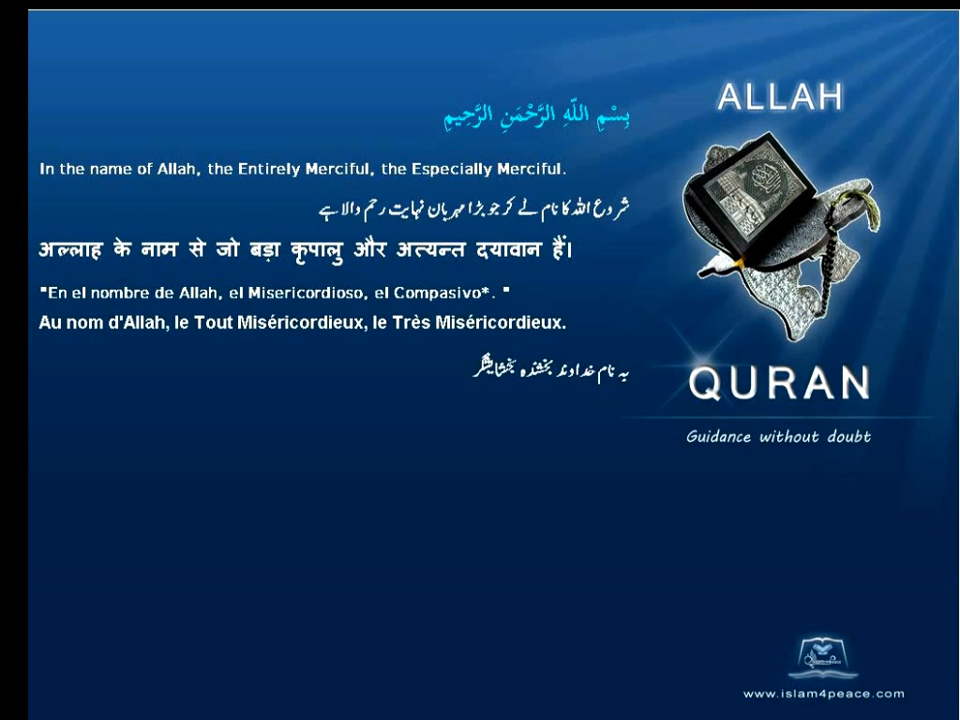 بِسْمِ اللّهِ الرَّحْمَنِ الرَّحِيمِ
In the name of Allah, the Entirely Merciful, the Especially Merciful.
شروع الله کا نام لے کر جو بڑا مہربان نہایت رحم والا ہے
अल्लाह के नाम से जो बड़ा कृपालु और अत्यन्त दयावान हैं।
"En el nombre de Allah, el Misericordioso, el Compasivo*. "
Au nom d'Allah, le Tout Miséricordieux, le Très Miséricordieux.
به نام خداوند بخشنده بخشایشگر
ALLAH
QURAN
Guidance without doubt
www.islam4peace.com